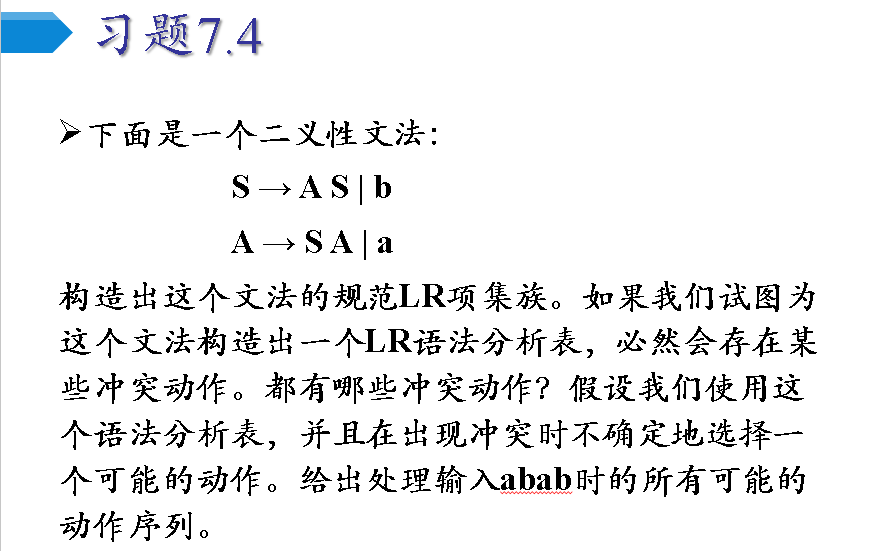 习题7.4
➢下面是一个二义性文法：
S → A S | b
A → S A | a
构造出这个文法的规范LR项集族。如果我们试图为
这个文法构造出一个LR语法分析表，必然会存在某
些冲突动作。都有哪些冲突动作？假设我们使用这
个语法分析表，并且在出现冲突时不确定地选择一
个可能的动作。给出处理输入abab时的所有可能的
动作序列。